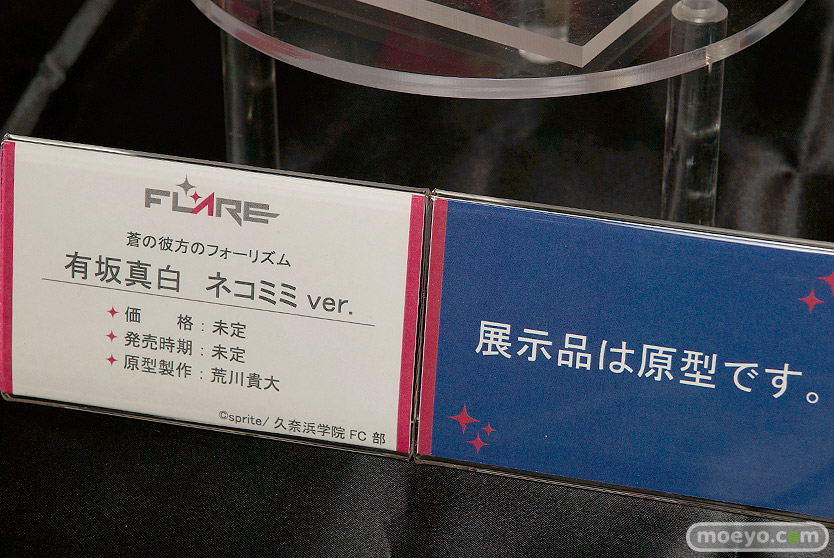 FLARE
蒼の彼方のフォーリズム
有坂真白 ネコミミ ver.
価 格：未定
発売時期：未定
原型製作：荒川貴大
©sprite/ 久奈浜学院 FC 部
展示品は原型です。
moeyo.com